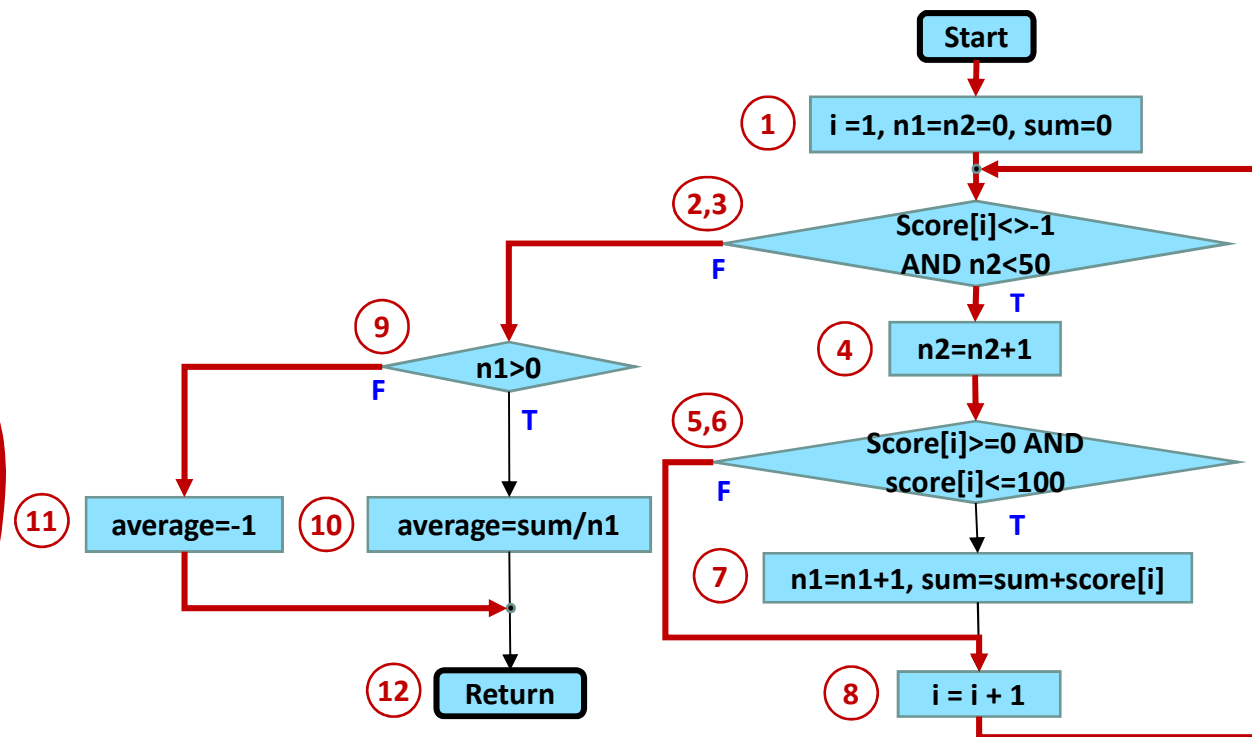 Start
1
i =1, n1=n2=0, sum=0
2,3
Score[i]<>-1
AND n2<50
F
T
9
4
n2=n2+1
n1>0
F
T
5,6
Score[i]>=0 AND
score[i]<=100
F
T
11
average=-1
10
average=sum/n1
7
n1=n1+1, sum=sum+score[i]
12
Return
8
i = i + 1